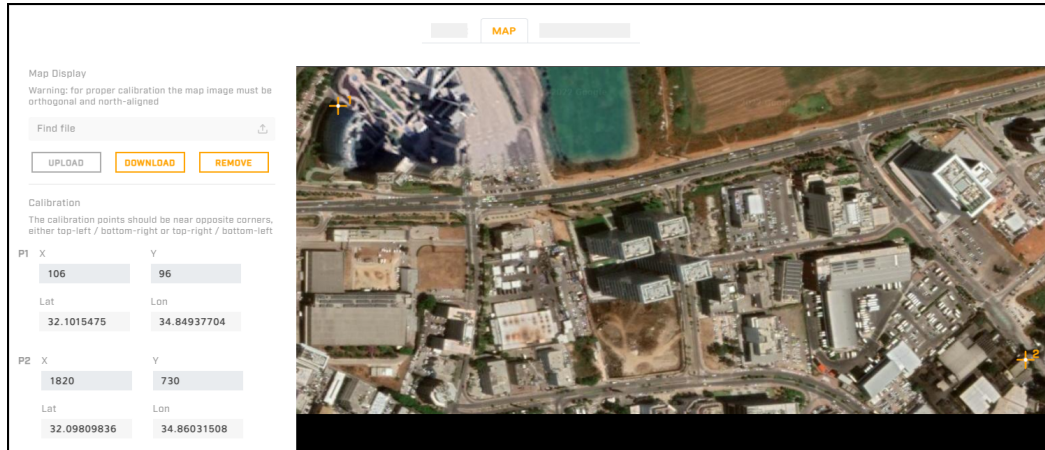 MAP
Map Display
Warning: for proper calibration the map image must be
orthogonal and north-aligned
Find file
UPLOAD DOWNLOAD REMOVE
Calibration
The calibration points should be near opposite corners,
either top-left / bottom-right or top-right / bottom-left
P1 X Y
106 96
Lat Lon
32.1015475 34.84937704
P2 X Y
1820 730
Lat Lon
32.09809836 34.86031508
1
2